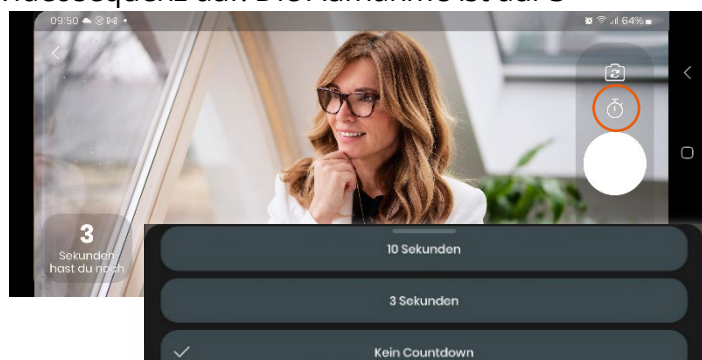 09:50
64%
3
Sekunden
hast du noch
10 Sekunden
3 Sekunden
Kein Countdown